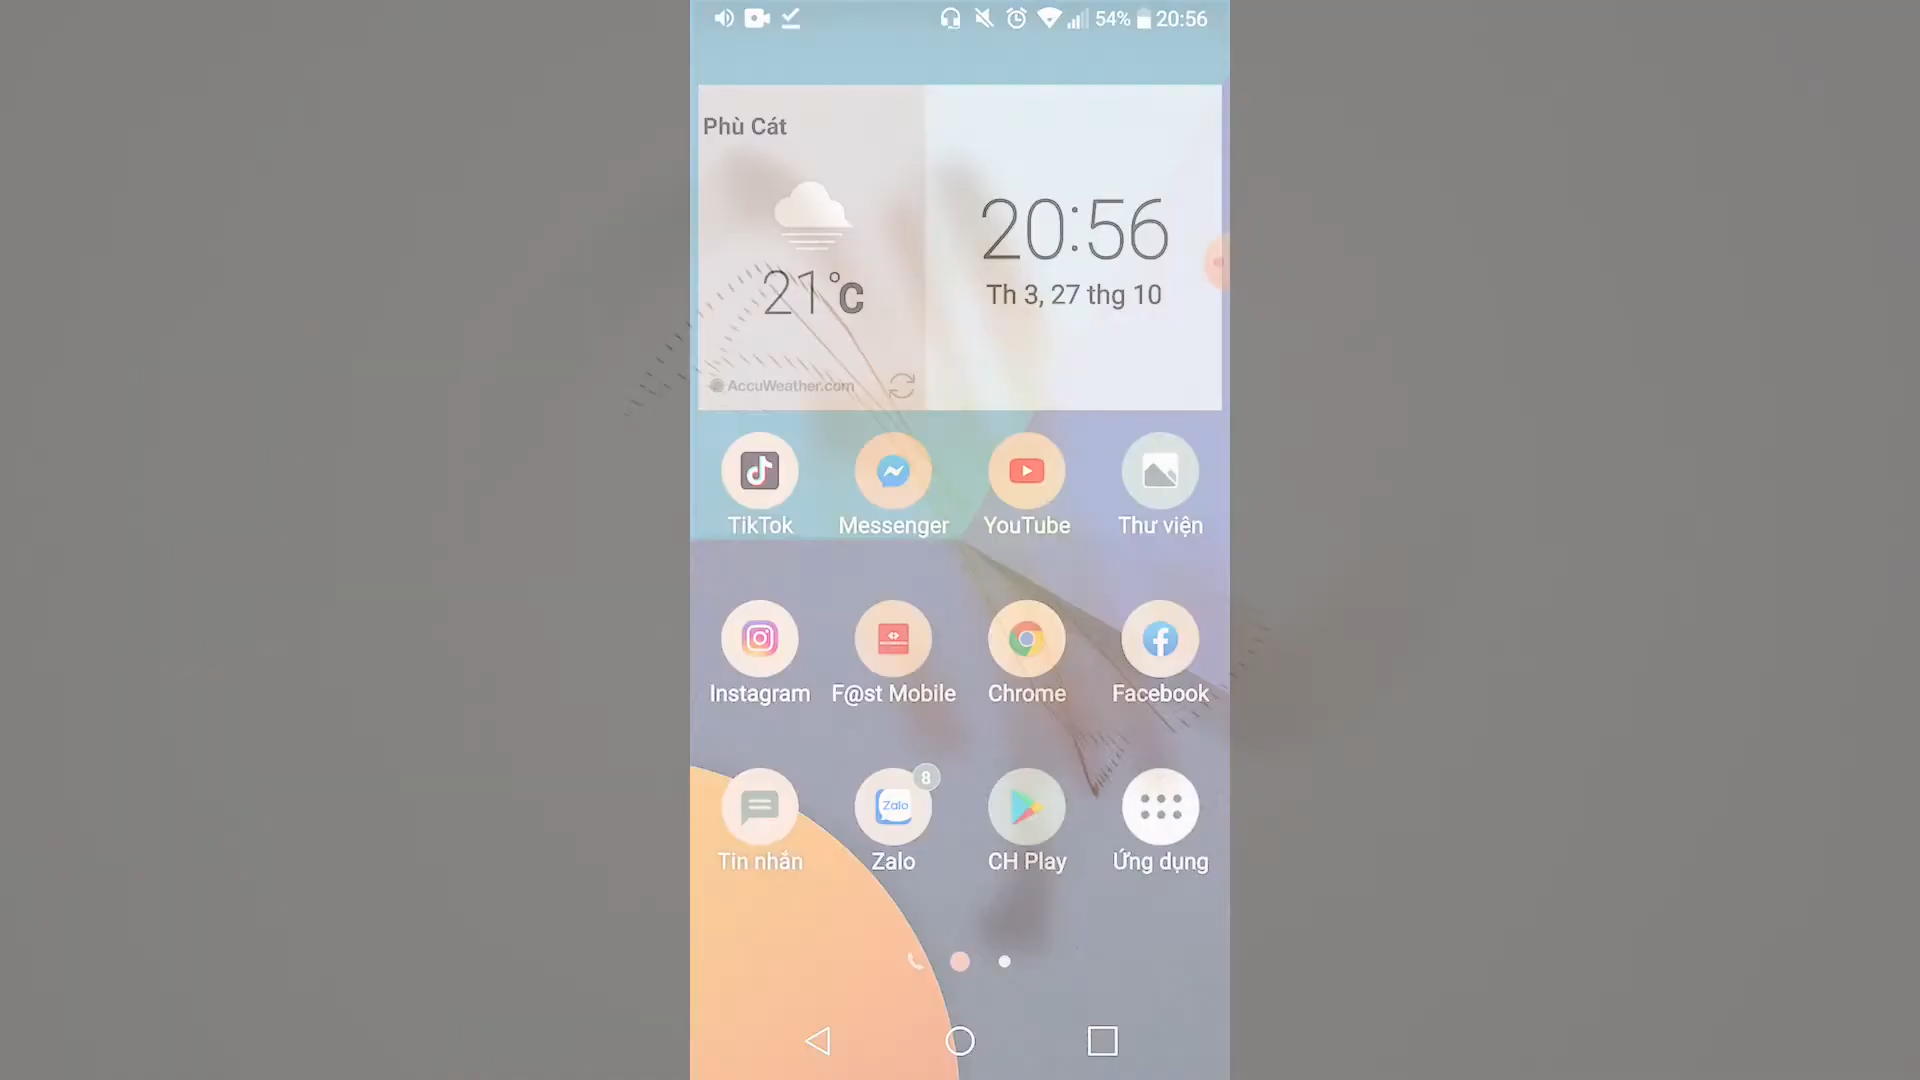 54% 20:56
Phù Cát
20:56
21°C
Th 3, 27 thg 10
AccuWeather.com
TikTok Messenger YouTube Thư viện
Instagram F@st Mobile Chrome Facebook
8
Zalo
Tin nhắn Zalo CH Play Ứng dụng